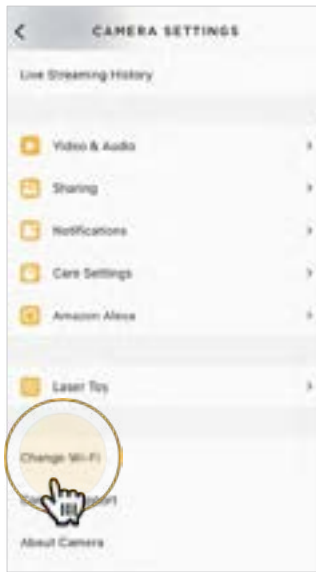 CAMERA SETTINGS
Live Streaming History
Video & Audio
Sharing
Notifications
Care Settings
Amazon Alexa
Laser Toy
Change Wi-Fi
About Camera